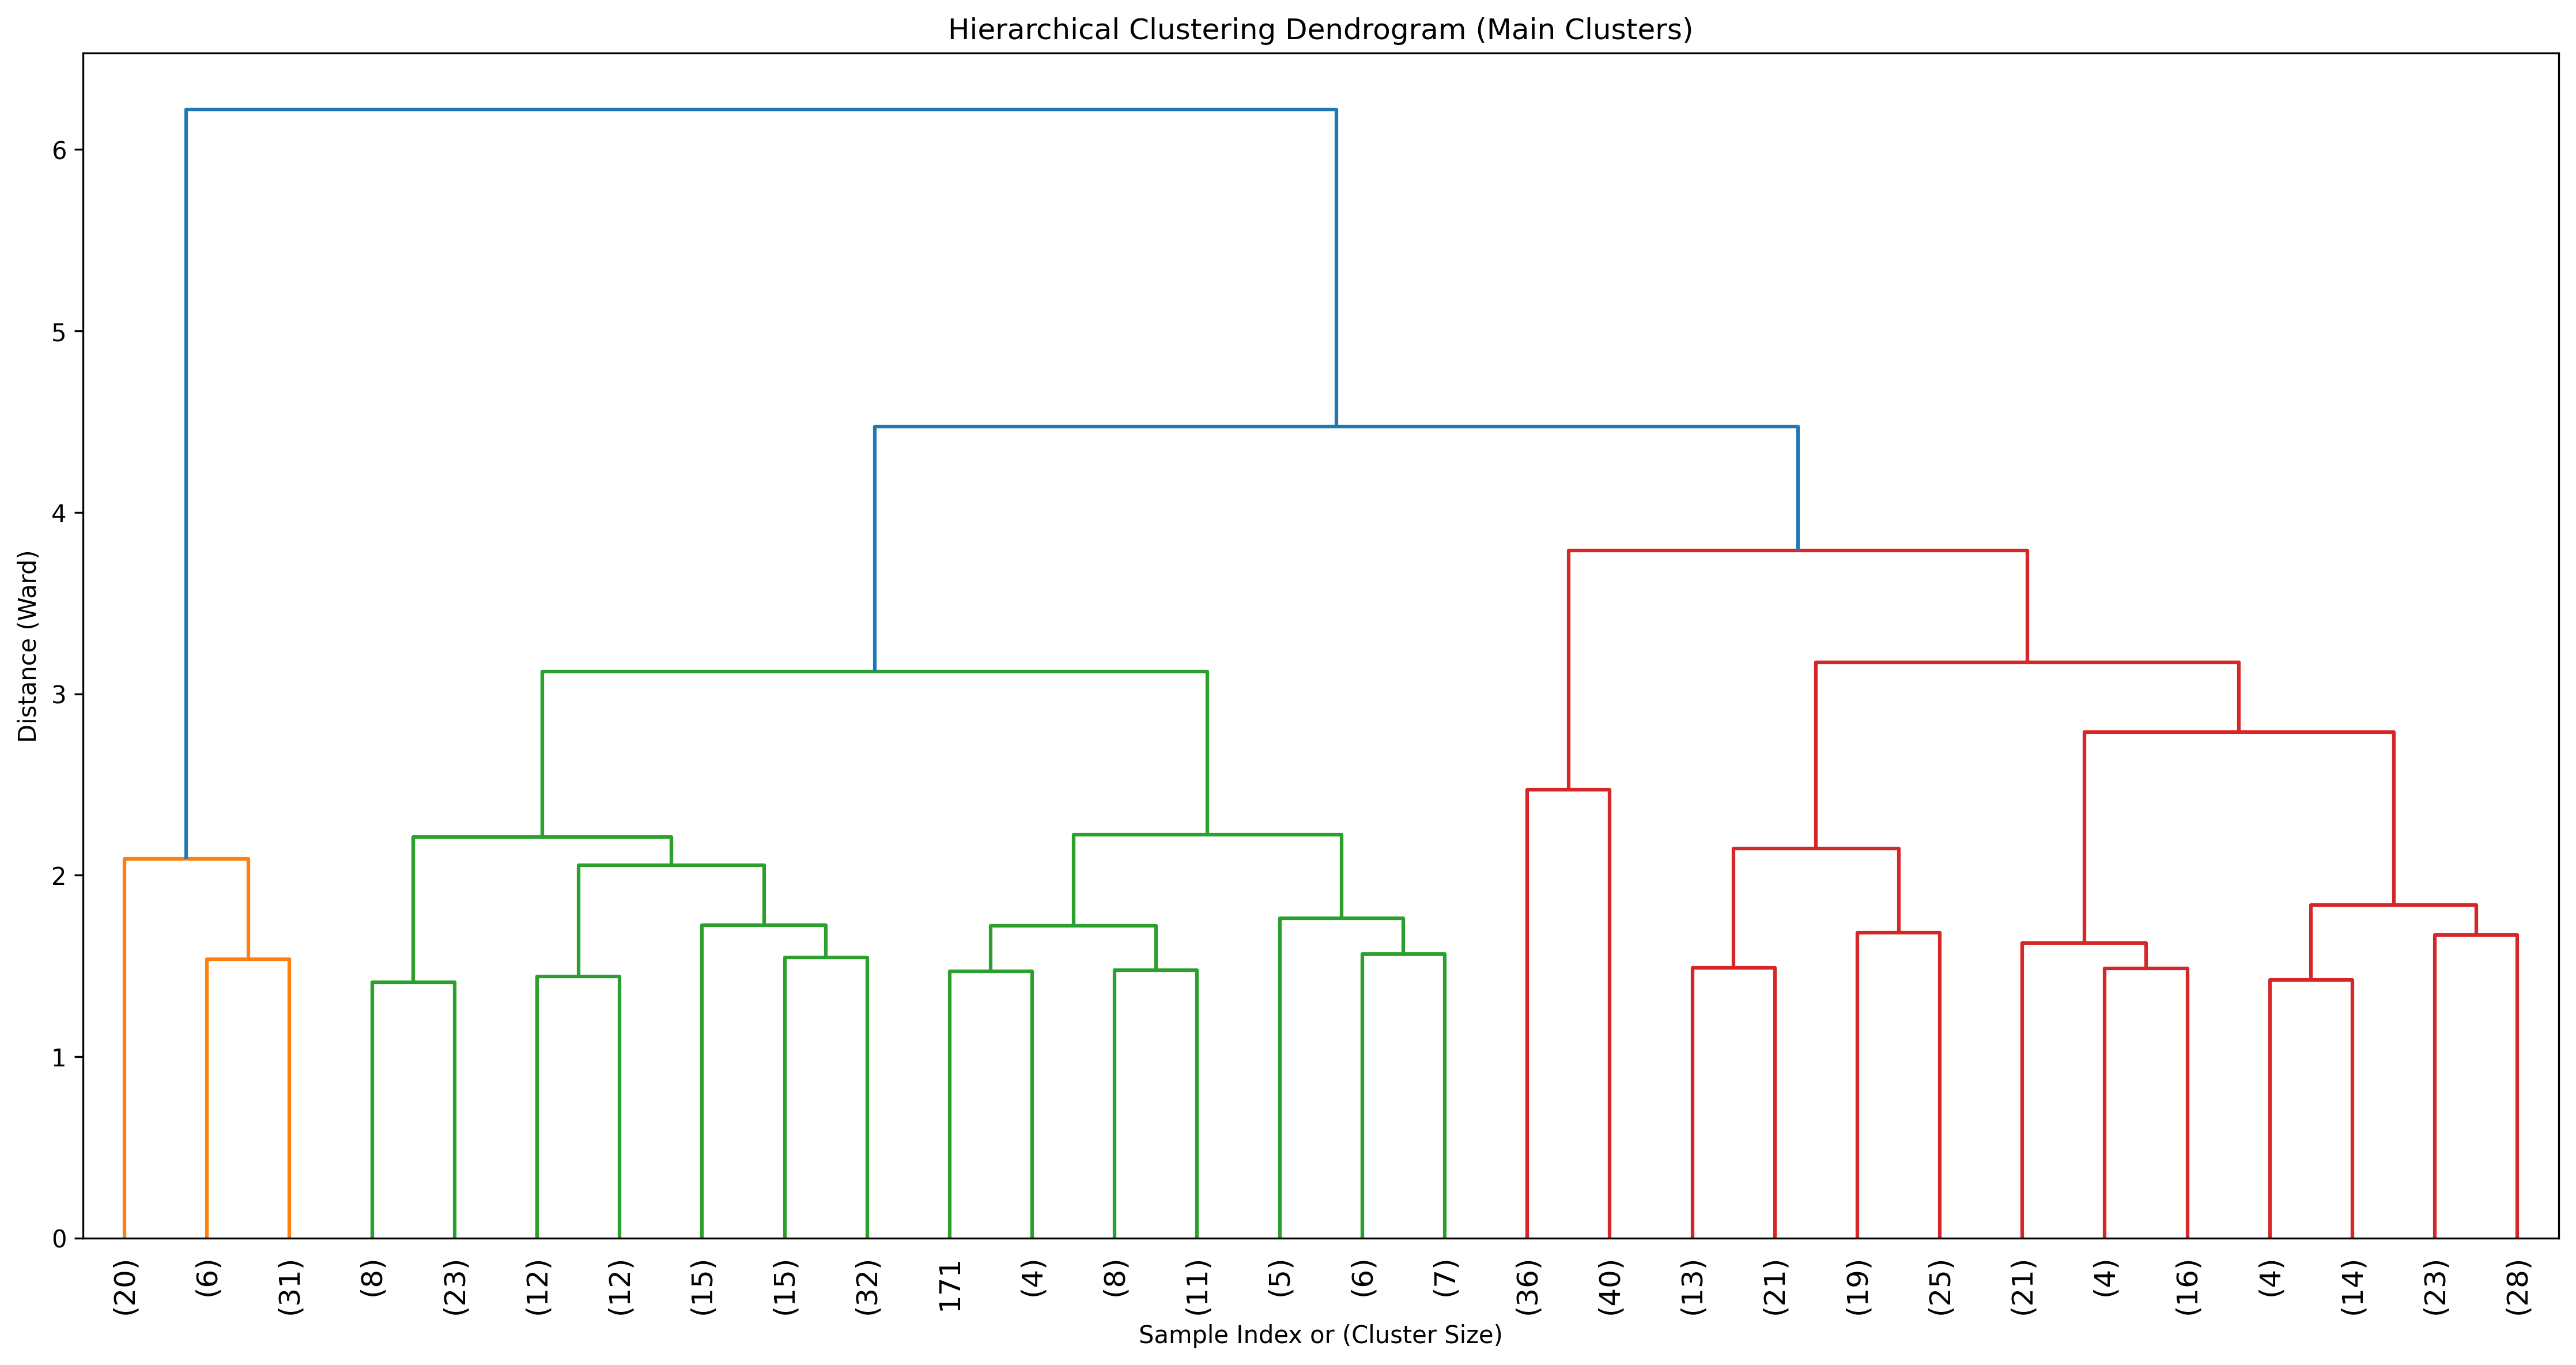 Hierarchical Clustering Dendrogram (Main Clusters)
Distance (Ward)
6
5
4
3
2
1
0
(20) (6) (31) (8) (23) (12) (12) (15) (15) (32) 171 (4) (8) (11) (5) (6) (7) (36) (40) (13) (21) (19) (25) (21) (4) (16) (4) (14) (23) (28)
Sample Index or (Cluster Size)